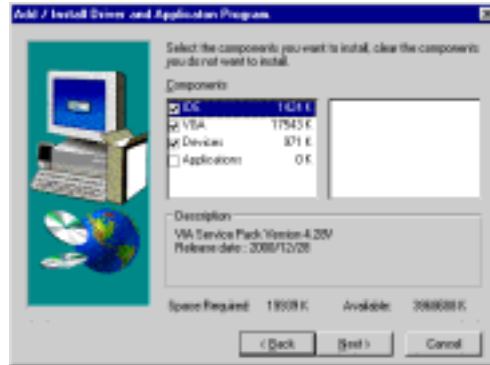 Add / Install Driver and Applicaton Program
Select the components you want to install, clear the components
you do not want to install.
Components
IDE 1424 K
VGA 17543 K
Devices 971 K
Applications 0 K
Description
VIA Service Pack Version 4.28V
Release date : 2000/12/28
Space Required: K
Available: K
< Back
Next >
Cancel